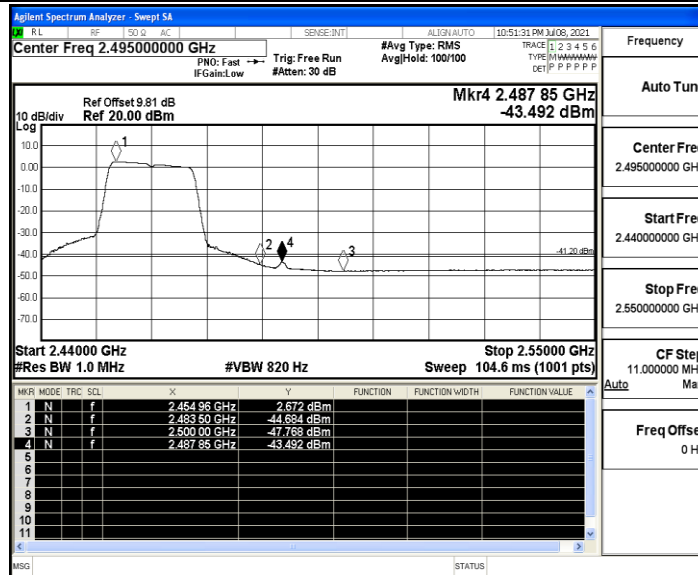 Agilent Spectrum Analyzer - Swept SA
RL RF 50 Ω AC SENSE:INT ALIGN AUTO 10:51:31 PM Jul 08, 2021
Center Freq 2.495000000 GHz
PNO: Fast
IFGain:Low
Trig: Free Run
#Atten: 30 dB
#Avg Type: RMS
Avg|Hold: 100/100
TRACE 1 2 3 4 5 6
TYPE M
DET P P P P P P
Mkr4 2.487 85 GHz
-43.492 dBm
Ref Offset 9.81 dB
10 dB/div Ref 20.00 dBm
Log
10.0
0.00
-10.0
-20.0
-30.0
-40.0
-50.0
-60.0
-70.0
1
2
4
3
-41.20 dBm
Start 2.44000 GHz Stop 2.55000 GHz
#Res BW 1.0 MHz #VBW 820 Hz Sweep 104.6 ms (1001 pts)
MKR MODE TRC SCL X Y FUNCTION FUNCTION WIDTH FUNCTION VALUE
1 N f 2.454 96 GHz 2.672 dBm
2 N f 2.483 50 GHz -44.684 dBm
3 N f 2.500 00 GHz -47.768 dBm
4 N f 2.487 85 GHz -43.492 dBm
5
6
7
8
9
10
11
MSG STATUS
Frequency
Auto Tun
Center Fre
2.495000000 GH
Start Fre
2.440000000 GH
Stop Fre
2.550000000 GH
CF Ste
11.000000 MH
Auto Ma
Freq Offse
0 H